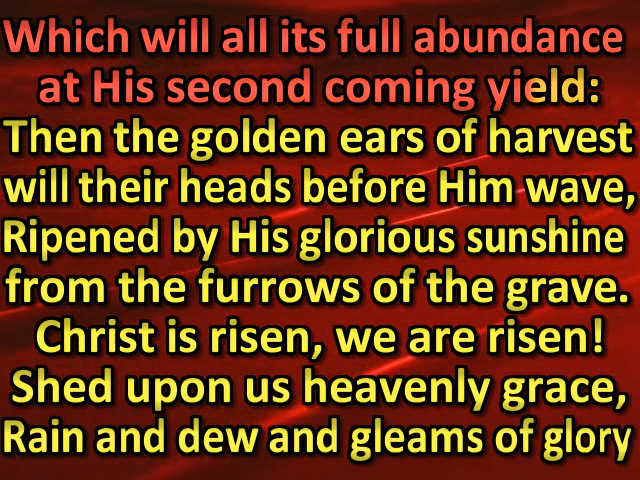 Which will all its full abundance
at His second coming yield:
Then the golden ears of harvest
will their heads before Him wave,
Ripened by His glorious sunshine
from the furrows of the grave.
Christ is risen, we are risen!
Shed upon us heavenly grace,
Rain and dew and gleams of glory